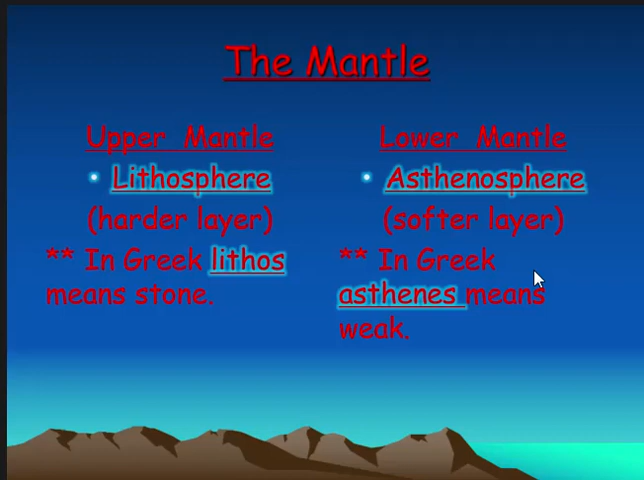 The Mantle
Upper Mantle
• Lithosphere
(harder layer)
** In Greek lithos
means stone.
Lower Mantle
• Asthenosphere
(softer layer)
** In Greek
asthenes means
weak.